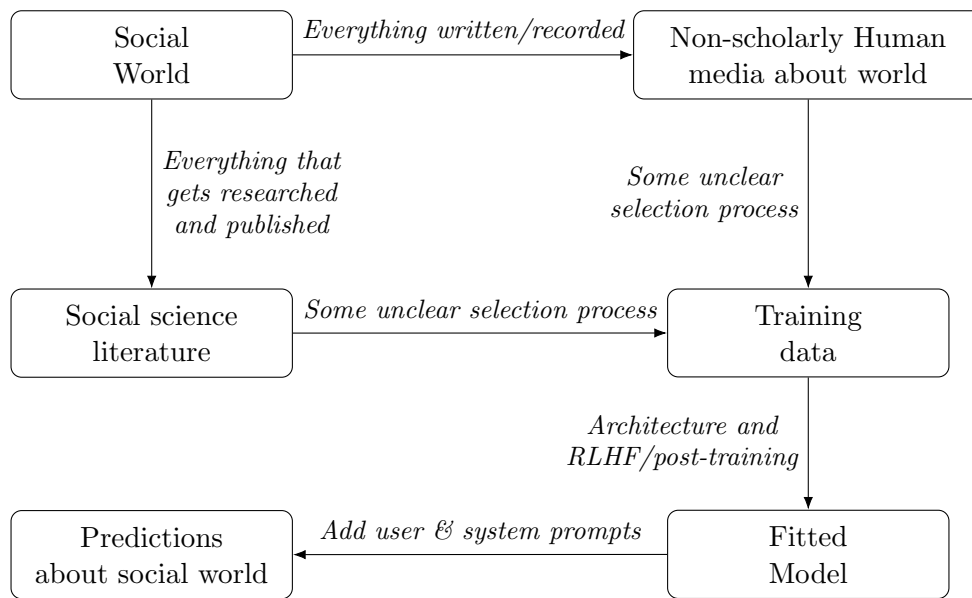 Social
World
Everything written/recorded
Non-scholarly Human
media about world
Everything that
gets researched
and published
Some unclear
selection process
Social science
literature
Some unclear selection process
Training
data
Architecture and
RLHF/post-training
Predictions
about social world
Add user & system prompts
Fitted
Model